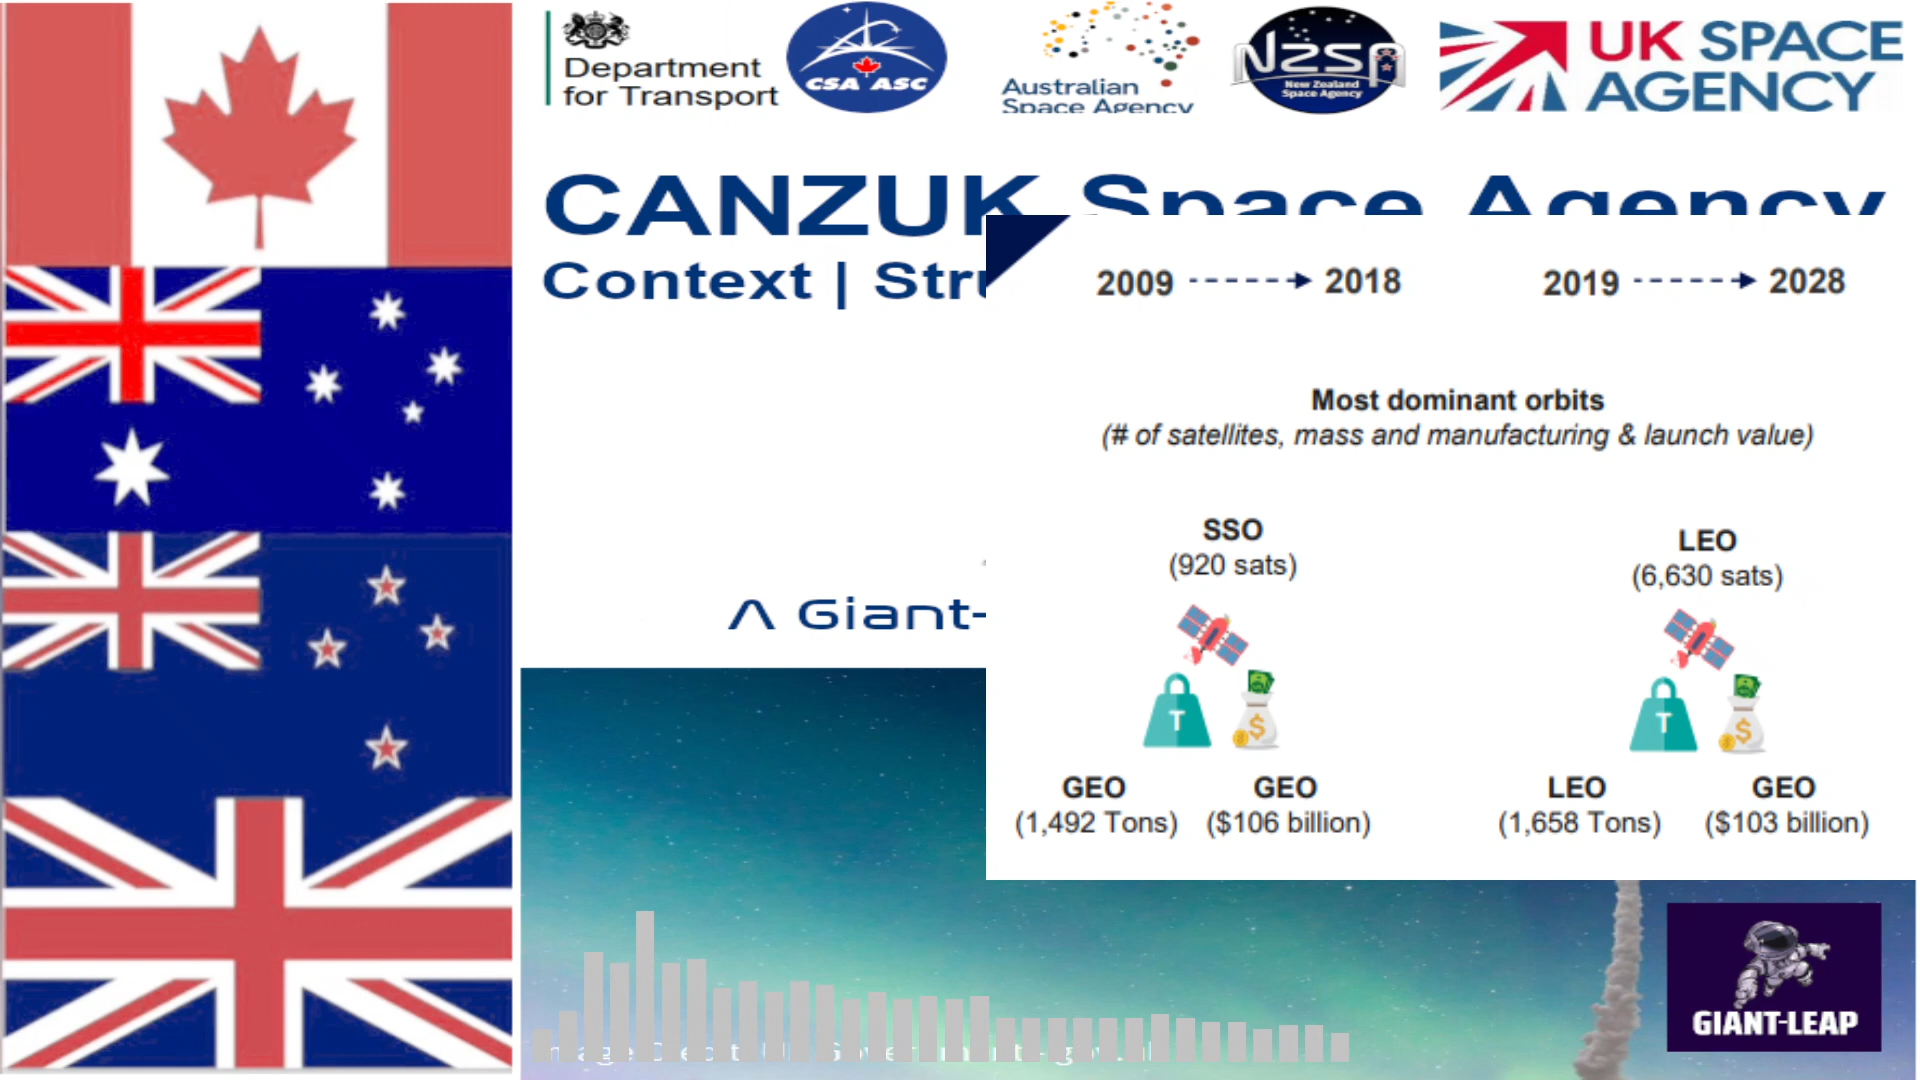 Department
for Transport
CSA ASC
Australian
Space Agency
NZSA
New Zealand
Space Agency
UK SPACE
AGENCY
CANZUK Space Agency
Context |
2009 2018 2019 2028
Most dominant orbits
(# of satellites, mass and manufacturing & launch value)
SSO
(920 sats)
LEO
(6,630 sats)
T $ T $
GEO GEO LEO GEO
(1,492 Tons) ($106 billion) (1,658 Tons) ($103 billion)
Λ Giant-
GIANT-LEAP